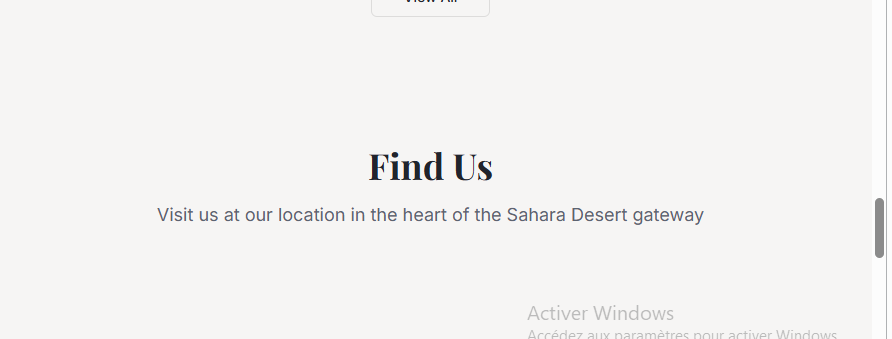 View All
Find Us
Visit us at our location in the heart of the Sahara Desert gateway
Activer Windows
Accédez aux paramètres pour activer Windows.